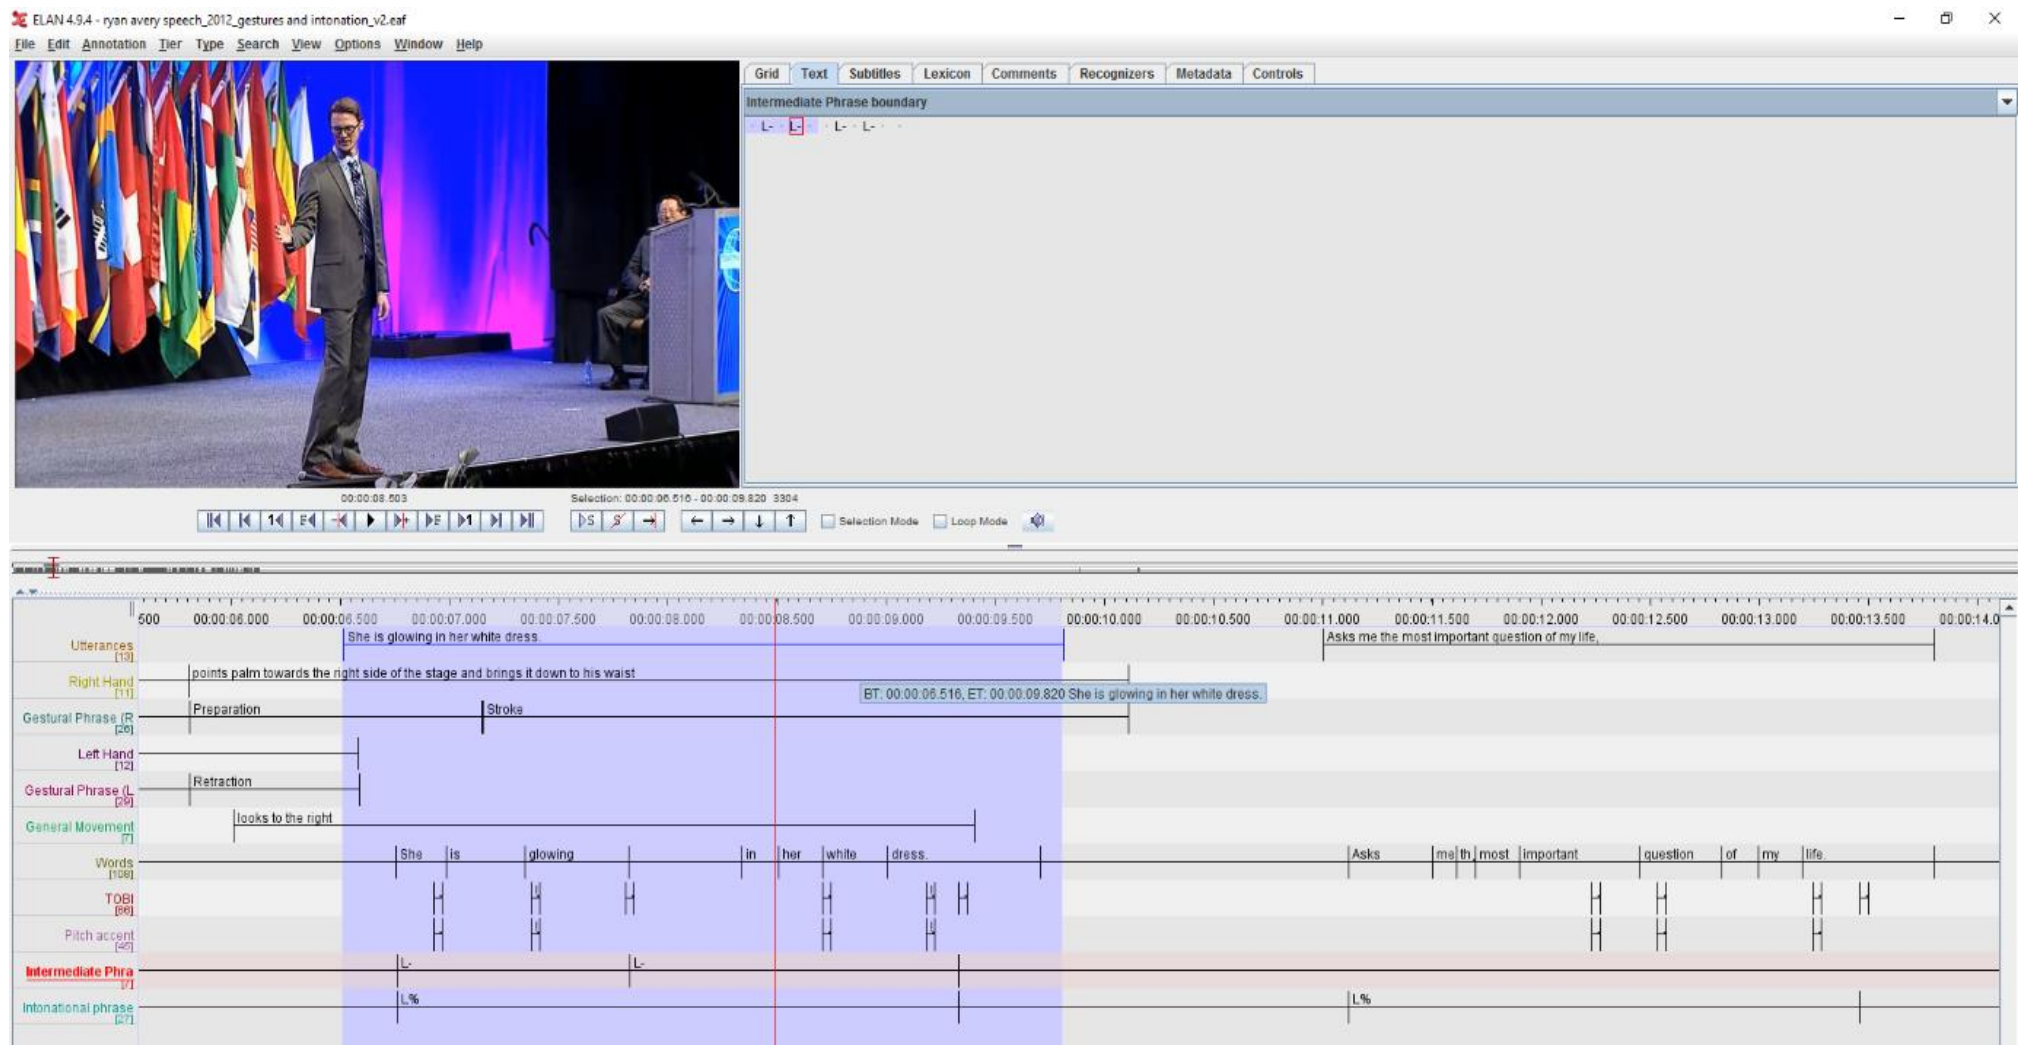 ELAN 4.9.4 - ryan avery speech_2012_gestures and intonation_v2.eaf
File Edit Annotation Tier Type Search View Options Window Help
Grid Text Subtitles Lexicon Comments Recognizers Metadata Controls
Intermediate Phrase boundary
L- L- L- L-
00:00:08.503 Selection: 00:00:06.516 - 00:00:09.820 3304
Selection Mode Loop Mode
500 00:00:06.000 00:00:06.500 00:00:07.000 00:00:07.500 00:00:08.000 00:00:08.500 00:00:09.000 00:00:09.500 00:00:10.000 00:00:10.500 00:00:11.000 00:00:11.500 00:00:12.000 00:00:12.500 00:00:13.000 00:00:13.500 00:00:14.0
Utterances She is glowing in her white dress. Asks me the most important question of my life,
[13]
Right Hand points palm towards the right side of the stage and brings it down to his waist
[11]
BT: 00:00:06.516, ET: 00:00:09.820 She is glowing in her white dress.
Gestural Phrase (R Preparation Stroke
[26]
Left Hand
[12]
Gestural Phrase (L Retraction
[29]
General Movement looks to the right
[7]
Words She is glowing in her white dress. Asks me th most important question of my life.
[108]
TOBI
[66]
Pitch accent
[45]
Intermediate Phra L- L-
[7]
Intonational phrase L% L%
[27]